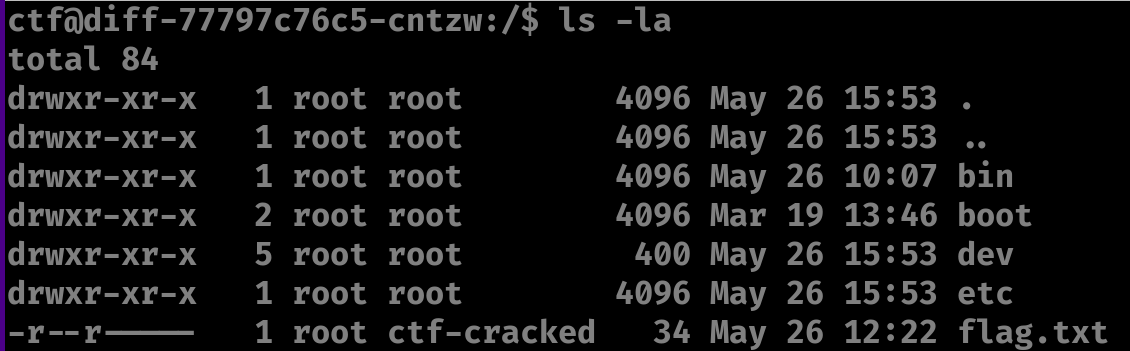 ctf@diff-77797c76c5-cntzw:/$ ls -la
total 84
drwxr-xr-x   1 root root          4096 May 26 15:53 .
drwxr-xr-x   1 root root          4096 May 26 15:53 ..
drwxr-xr-x   1 root root          4096 May 26 10:07 bin
drwxr-xr-x   2 root root          4096 Mar 19 13:46 boot
drwxr-xr-x   5 root root           400 May 26 15:53 dev
drwxr-xr-x   1 root root          4096 May 26 15:53 etc
-r--r-----   1 root ctf-cracked   34 May 26 12:22 flag.txt